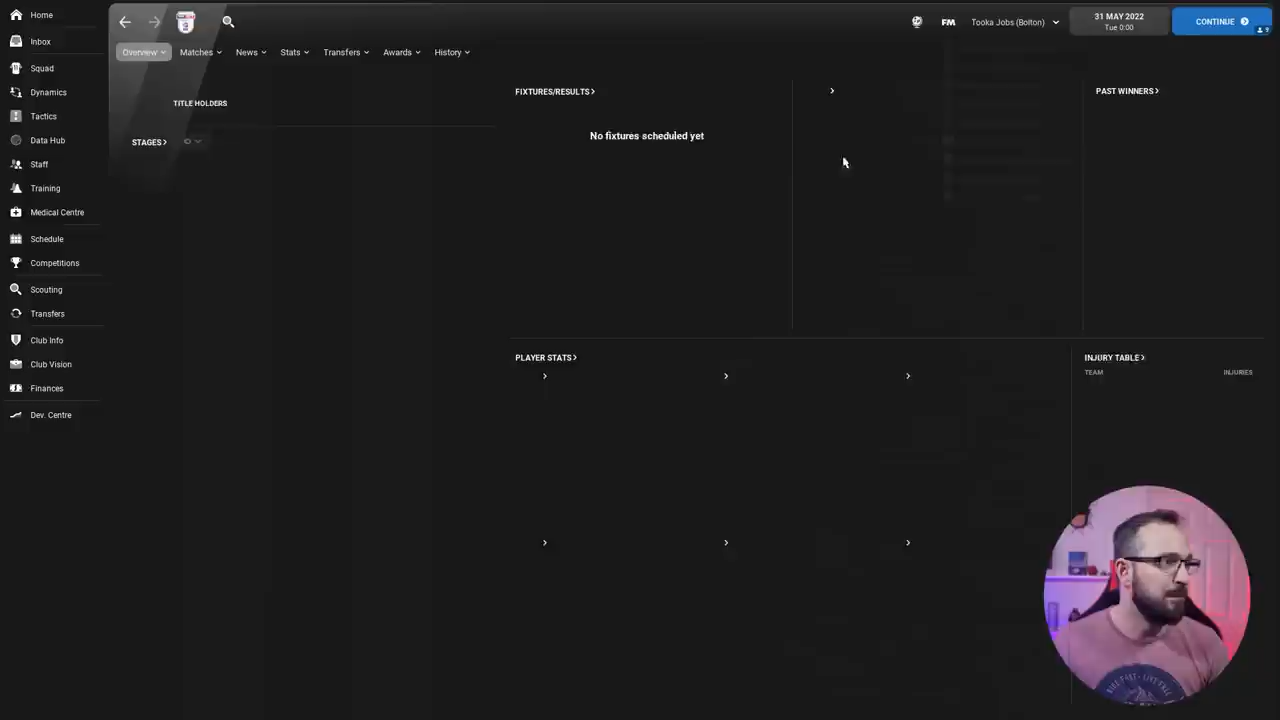 Home
Inbox
Squad
Dynamics
Tactics
Data Hub
Staff
Training
Medical Centre
Schedule
Competitions
Scouting
Transfers
Club Info
Club Vision
Finances
Dev. Centre
FM
Tooka Jobs (Bolton)
31 MAY 2022
Tue 0:00
CONTINUE
Overview
Matches
News
Stats
Transfers
Awards
History
TITLE HOLDERS
STAGES
FIXTURES/RESULTS
No fixtures scheduled yet
PAST WINNERS
PLAYER STATS
INJURY TABLE
TEAM INJURIES